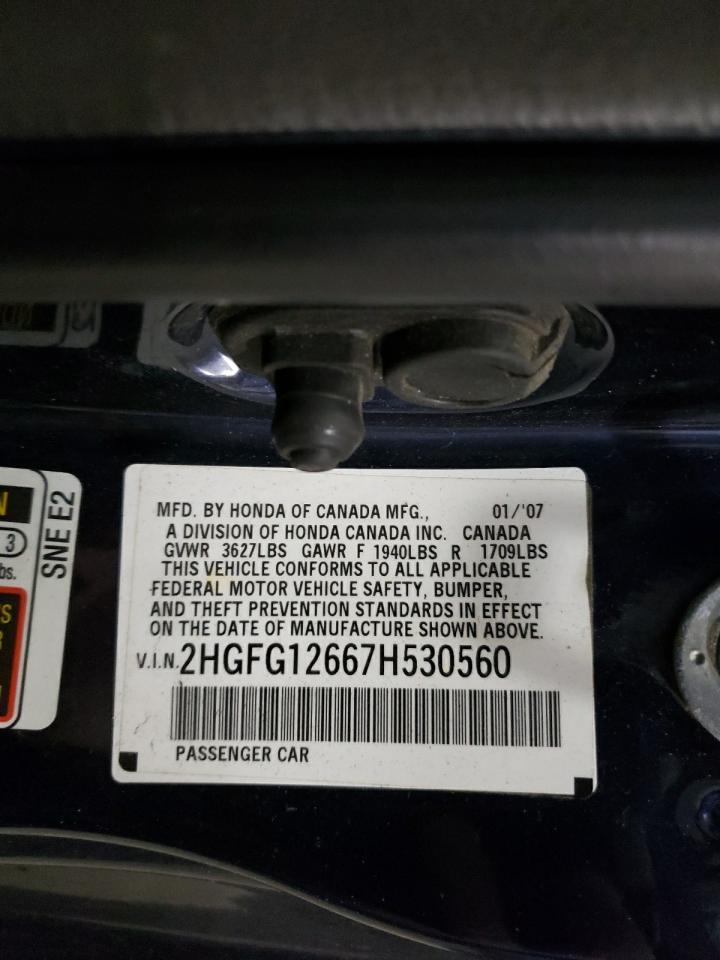 MFD. BY HONDA OF CANADA MFG., 01/'07
A DIVISION OF HONDA CANADA INC. CANADA
GVWR 3627LBS GAWR F 1940LBS R 1709LBS
THIS VEHICLE CONFORMS TO ALL APPLICABLE
FEDERAL MOTOR VEHICLE SAFETY, BUMPER,
AND THEFT PREVENTION STANDARDS IN EFFECT
ON THE DATE OF MANUFACTURE SHOWN ABOVE.
V.I.N. 2HGFG12667H530560
PASSENGER CAR
SNE E2
N
3
bs.